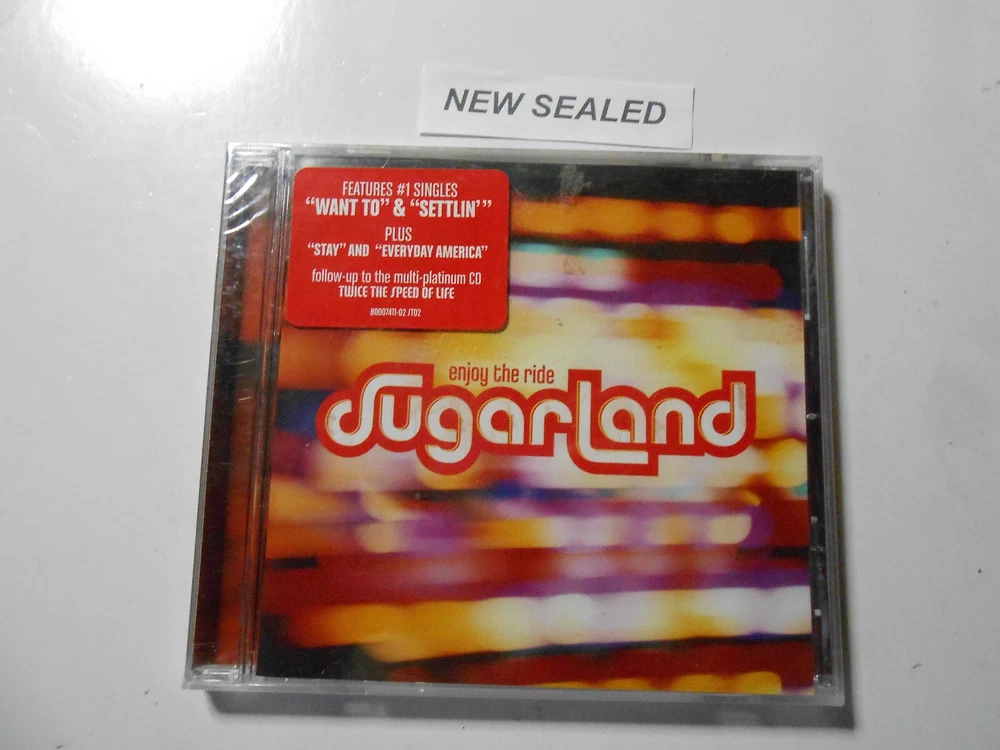 NEW SEALED
FEATURES #1 SINGLES
“WANT TO” & “SETTLIN’”
PLUS
“STAY” AND “EVERYDAY AMERICA”
follow-up to the multi-platinum CD
TWICE THE SPEED OF LIFE
B0007411-02 ST02
enjoy the ride
sugarland